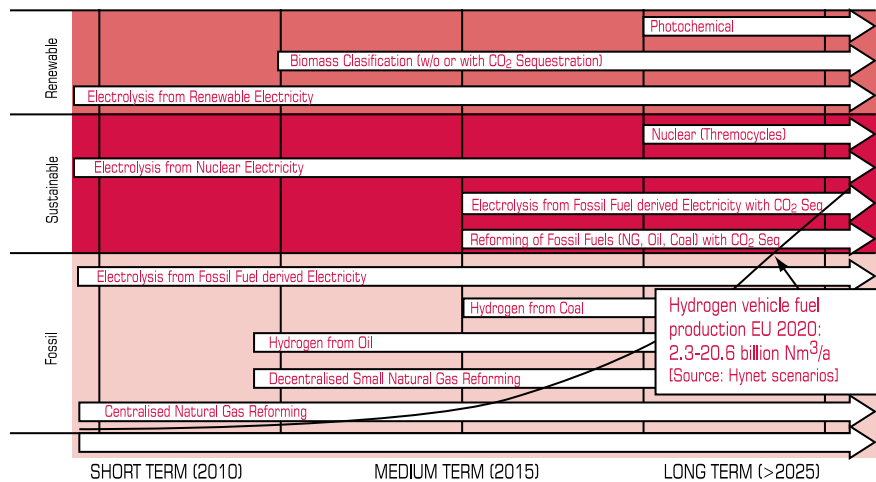 Renewable
Photochemical
Biomass Clasification (w/o or with CO₂ Sequestration)
Electrolysis from Renewable Electricity
Sustainable
Nuclear (Thremocycles)
Electrolysis from Nuclear Electricity
Electrolysis from Fossil Fuel derived Electricity with CO₂ Seq
Reforming of Fossil Fuels (NG, Oil, Coal) with CO₂ Seq
Fossil
Electrolysis from Fossil Fuel derived Electricity
Hydrogen from Coal
Hydrogen from Oil
Decentralised Small Natural Gas Reforming
Centralised Natural Gas Reforming
Hydrogen vehicle fuel
production EU 2020:
2.3-20.6 billion Nm³/a
(Source: Hynet scenarios)
SHORT TERM (2010)
MEDIUM TERM (2015)
LONG TERM (>2025)